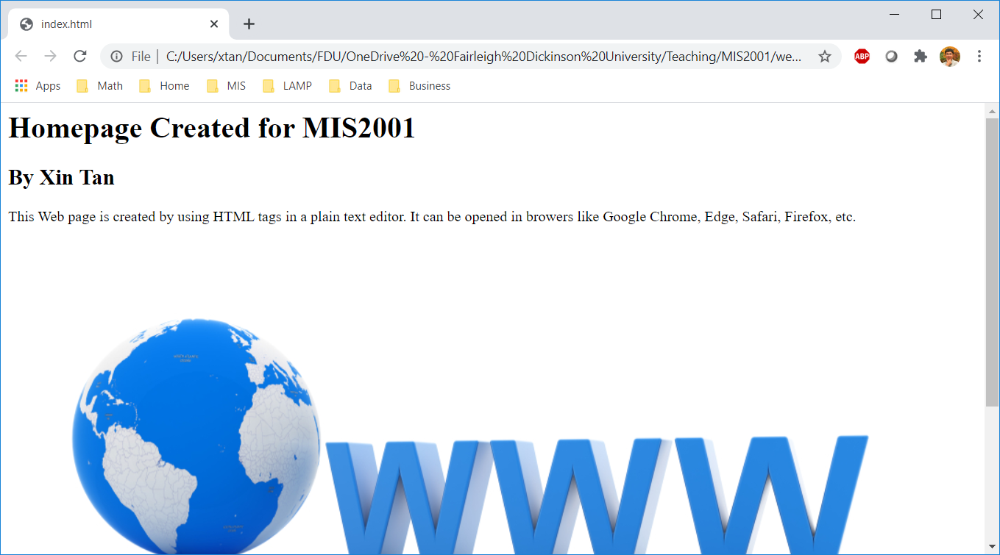 index.html
File | C:/Users/xtan/Documents/FDU/OneDrive%20-%20Fairleigh%20Dickinson%20University/Teaching/MIS2001/we...
ABP
Apps Math Home MIS LAMP Data Business
Homepage Created for MIS2001
By Xin Tan
This Web page is created by using HTML tags in a plain text editor. It can be opened in browers like Google Chrome, Edge, Safari, Firefox, etc.
WWW